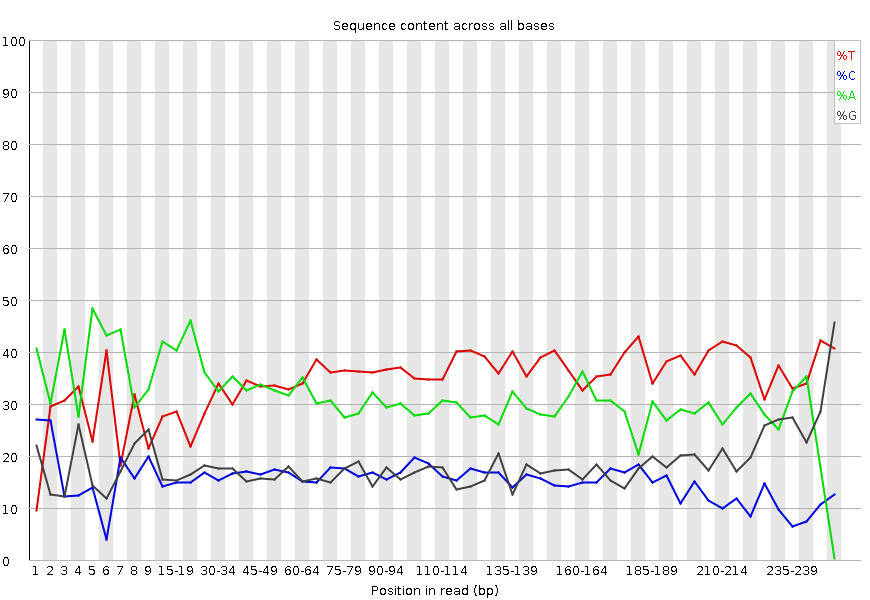 Sequence content across all bases
100
90
80
70
60
50
40
30
20
10
0
%T
%C
%A
%G
1 2 3 4 5 6 7 8 9 15-19 30-34 45-49 60-64 75-79 90-94 110-114 135-139 160-164 185-189 210-214 235-239
Position in read (bp)